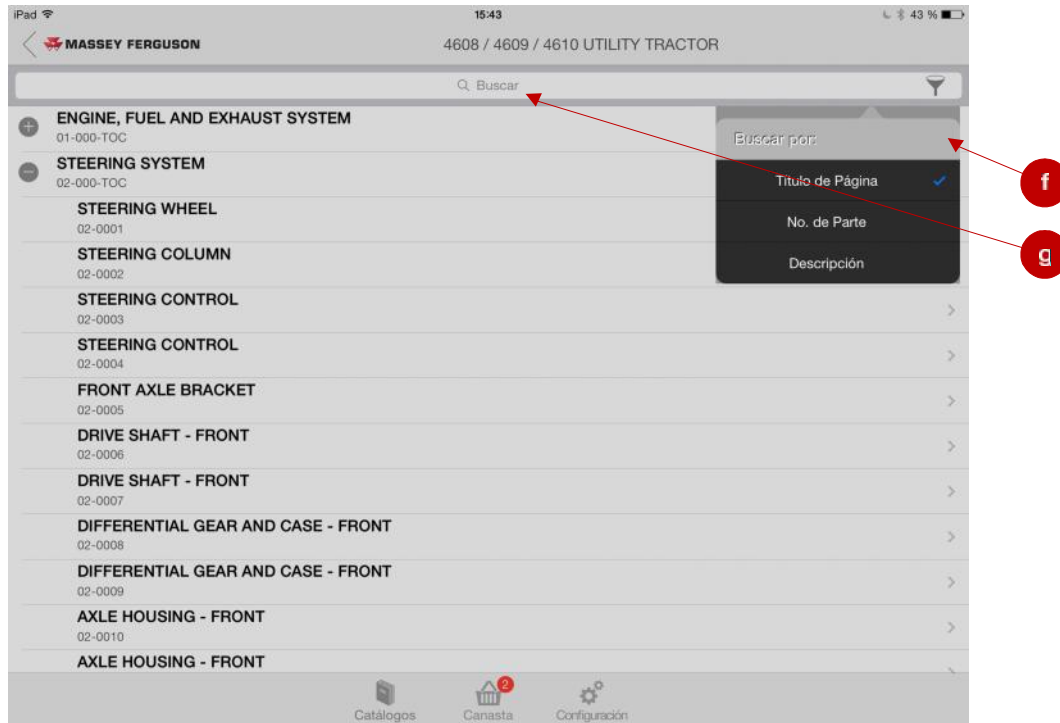 iPad 15:43 43 %
MASSEY FERGUSON 4608 / 4609 / 4610 UTILITY TRACTOR
Buscar
ENGINE, FUEL AND EXHAUST SYSTEM
01-000-TOC
Buscar por:
STEERING SYSTEM
02-000-TOC
Título de Página
f
STEERING WHEEL
02-0001
No. de Parte
STEERING COLUMN
02-0002
Descripción
g
STEERING CONTROL
02-0003
STEERING CONTROL
02-0004
FRONT AXLE BRACKET
02-0005
DRIVE SHAFT - FRONT
02-0006
DRIVE SHAFT - FRONT
02-0007
DIFFERENTIAL GEAR AND CASE - FRONT
02-0008
DIFFERENTIAL GEAR AND CASE - FRONT
02-0009
AXLE HOUSING - FRONT
02-0010
AXLE HOUSING - FRONT
2
Catálogos Canasta Configuración